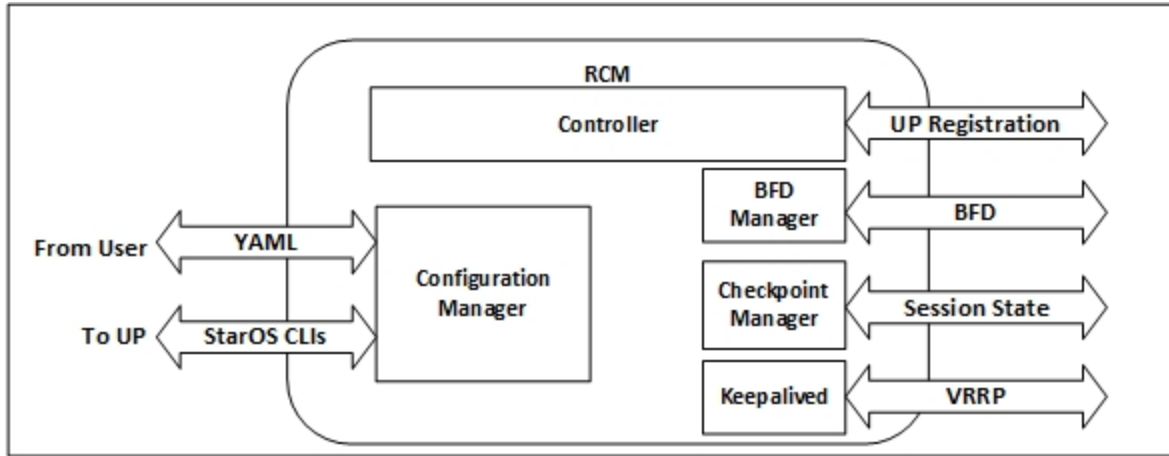 RCM
Controller
UP Registration
BFD
Manager
BFD
From User
YAML
Configuration
Manager
Checkpoint
Manager
Session State
To UP
StarOS CLIs
Keepalived
VRRP